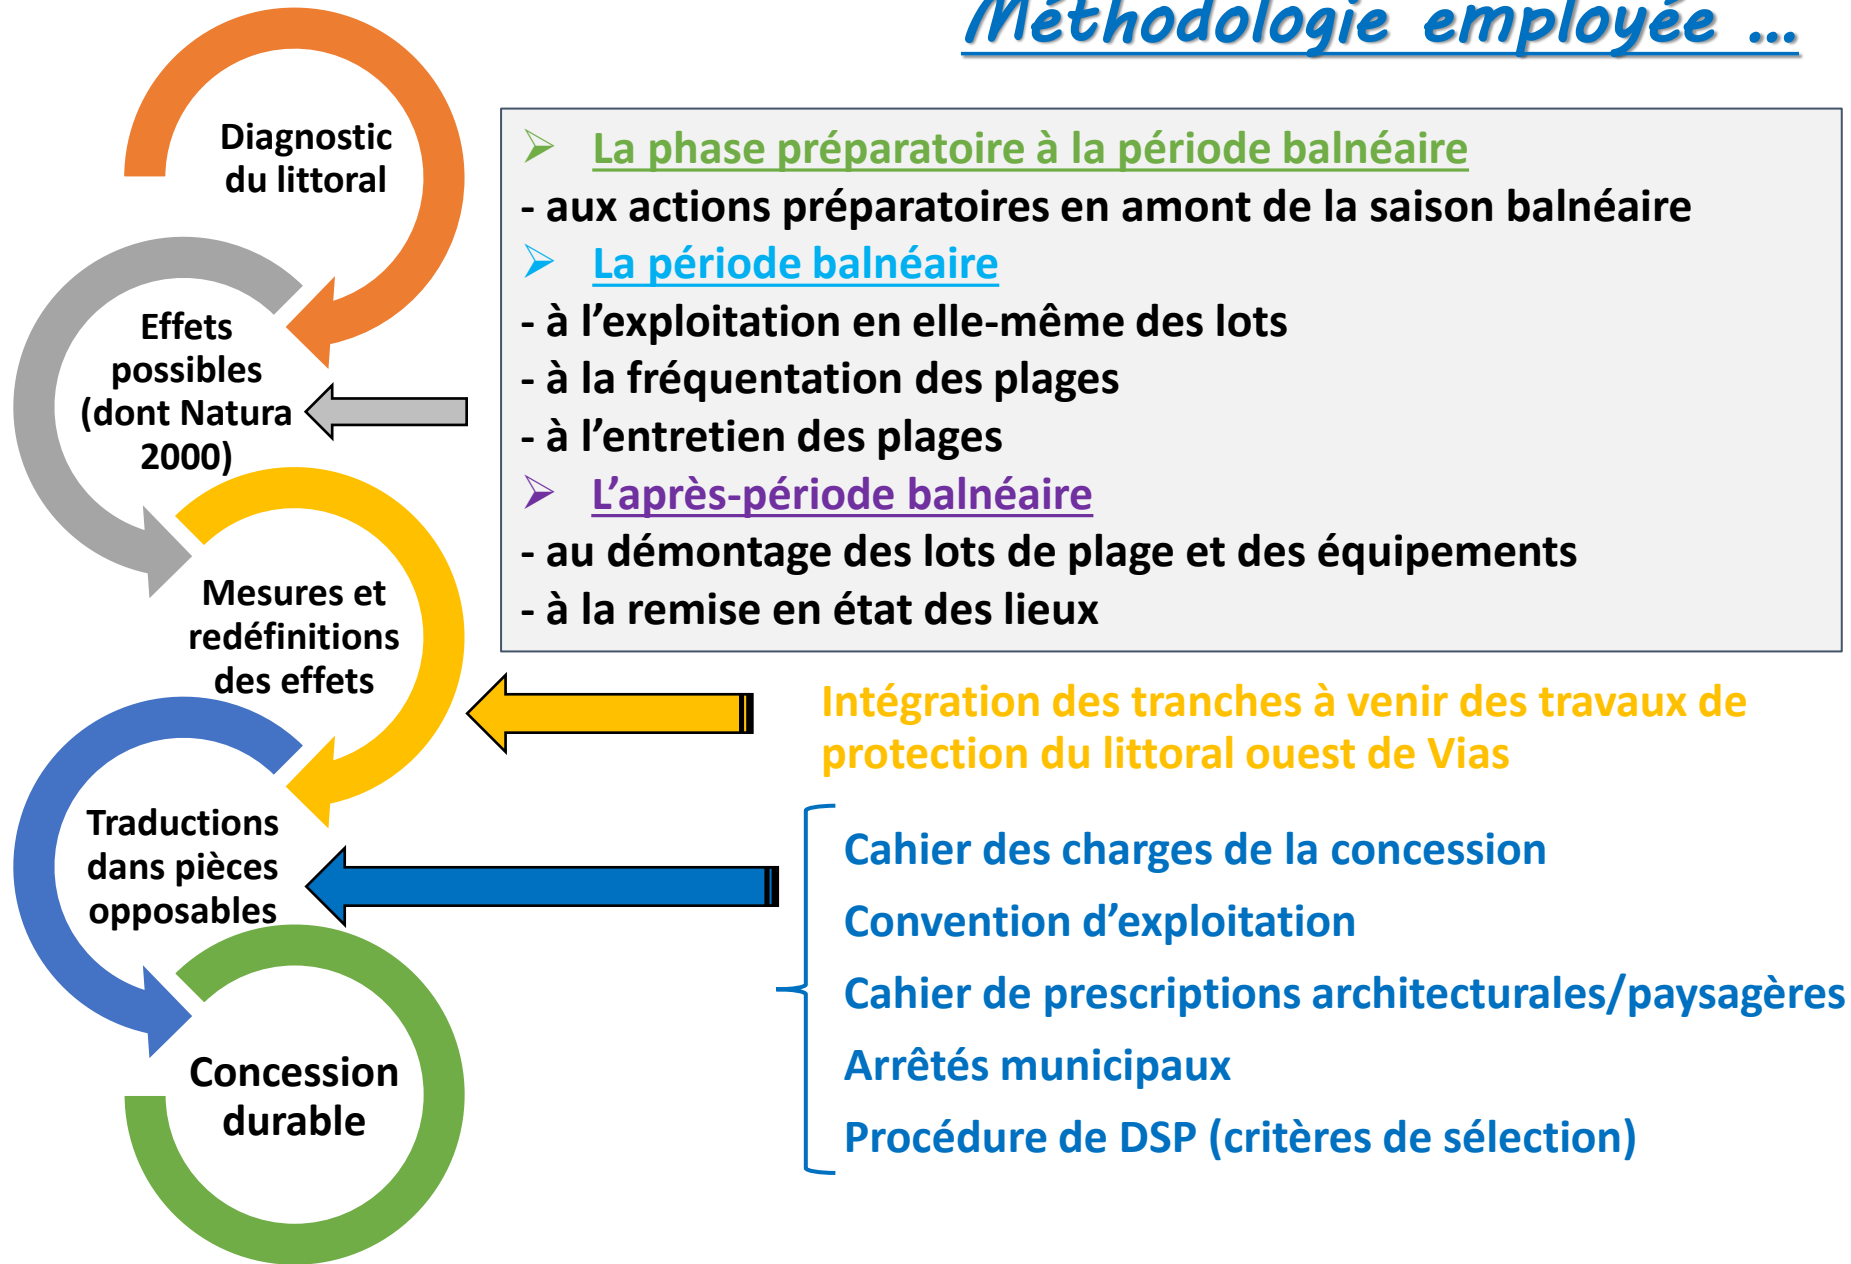 Méthodologie employée ...
Diagnostic
du littoral
Effets
possibles
(dont Natura
2000)
Mesures et
redéfinitions
des effets
Traductions
dans pièces
opposables
Concession
durable
➢ La phase préparatoire à la période balnéaire
- aux actions préparatoires en amont de la saison balnéaire
➢ La période balnéaire
- à l’exploitation en elle-même des lots
- à la fréquentation des plages
- à l’entretien des plages
➢ L’après-période balnéaire
- au démontage des lots de plage et des équipements
- à la remise en état des lieux
Intégration des tranches à venir des travaux de
protection du littoral ouest de Vias
Cahier des charges de la concession
Convention d’exploitation
Cahier de prescriptions architecturales/paysagères
Arrêtés municipaux
Procédure de DSP (critères de sélection)